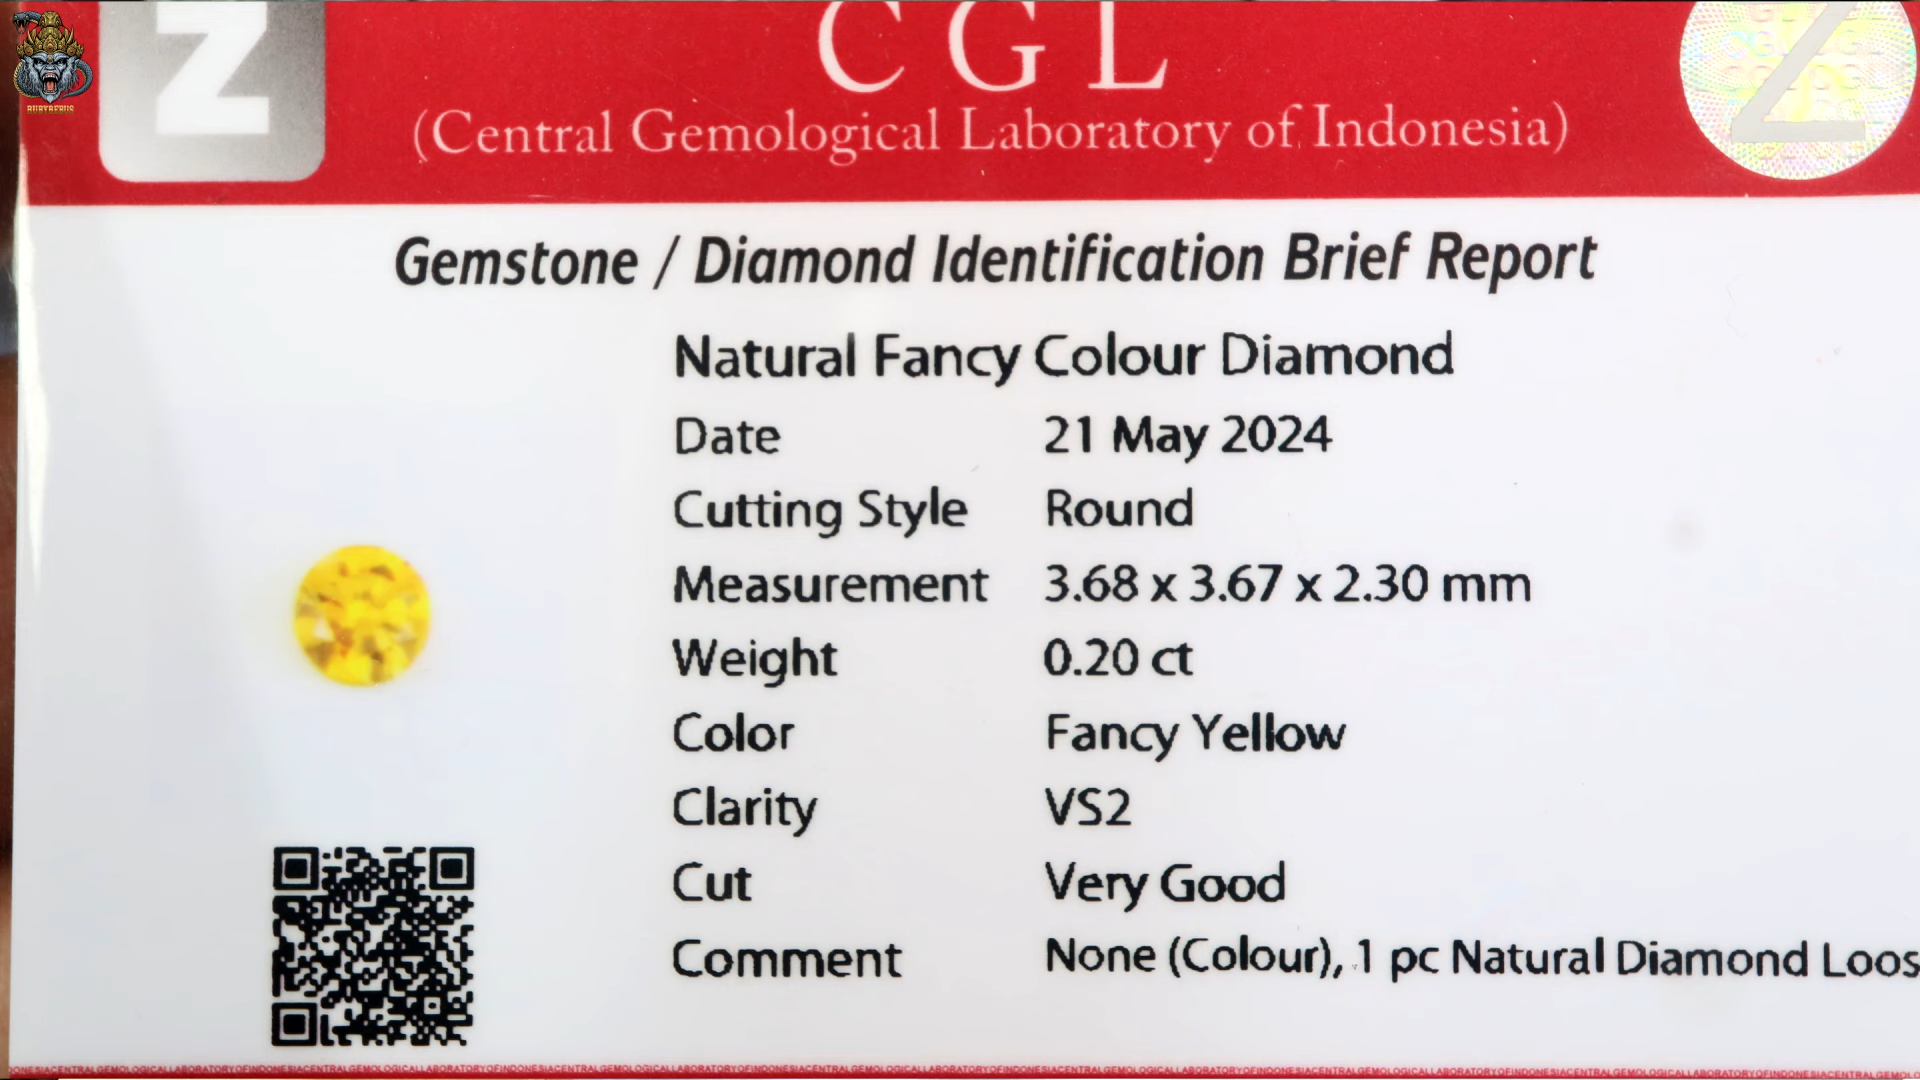 Z
CGL
(Central Gemological Laboratory of Indonesia)
Z
RUBYREBUS
Gemstone / Diamond Identification Brief Report
Natural Fancy Colour Diamond
Date 21 May 2024
Cutting Style Round
Measurement 3.68 x 3.67 x 2.30 mm
Weight 0.20 ct
Color Fancy Yellow
Clarity VS2
Cut Very Good
Comment None (Colour), 1 pc Natural Diamond Loos